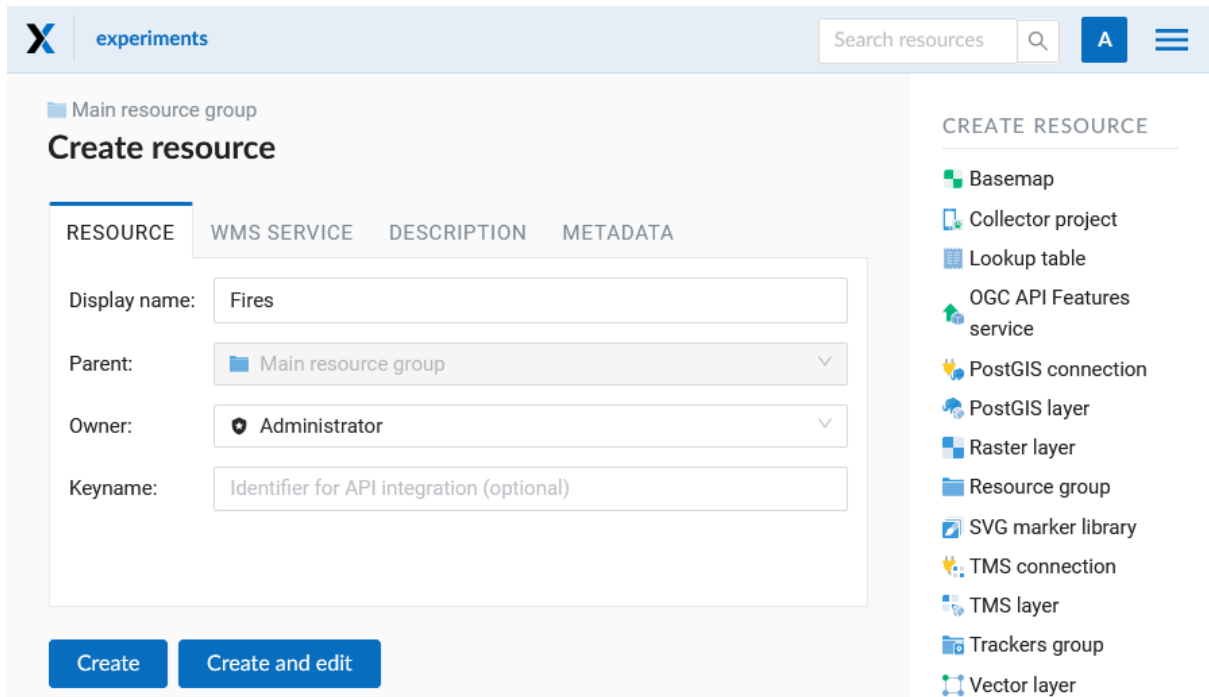 experiments
Search resources
A
Main resource group
Create resource
RESOURCE WMS SERVICE DESCRIPTION METADATA
Display name: Fires
Parent: Main resource group
Owner: Administrator
Keyname: Identifier for API integration (optional)
Create Create and edit
CREATE RESOURCE
Basemap
Collector project
Lookup table
OGC API Features
service
PostGIS connection
PostGIS layer
Raster layer
Resource group
SVG marker library
TMS connection
TMS layer
Trackers group
Vector layer